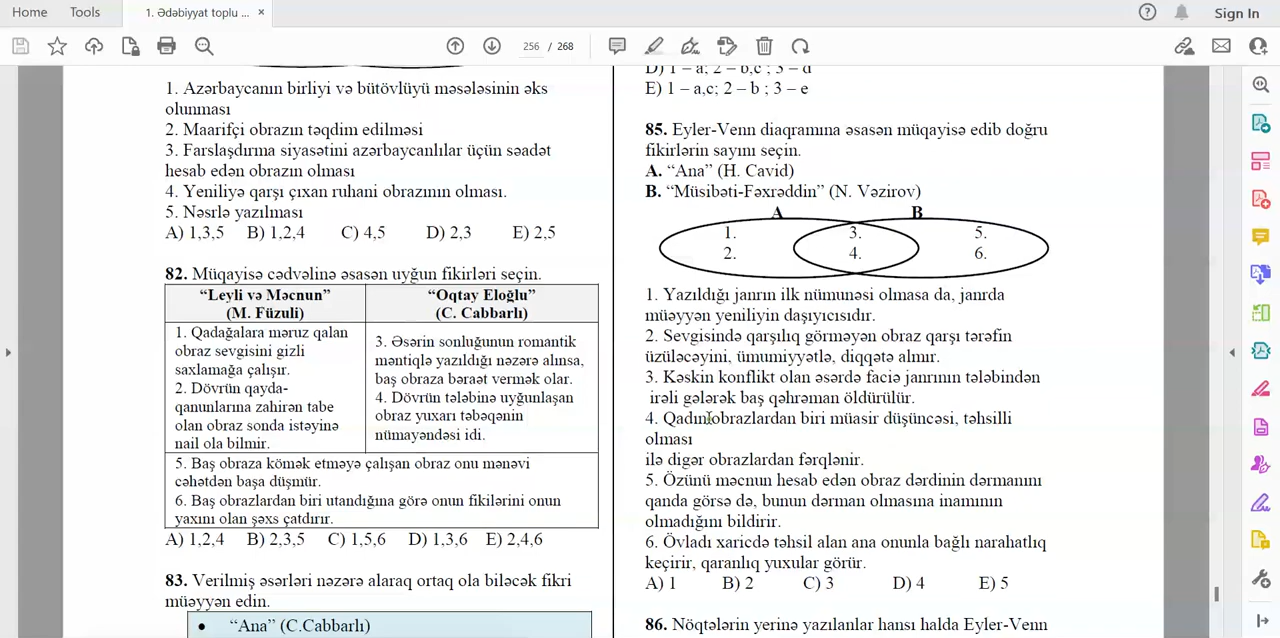 Home Tools 1. Ədəbiyyat toplu ... × Sign In
256 / 268
1. Azərbaycanın birliyi və bütövlüyü məsələsinin əks
olunması
2. Maarifçi obrazın təqdim edilməsi
3. Farslaşdırma siyasətini azərbaycanlılar üçün səadət
hesab edən obrazın olması
4. Yeniliyə qarşı çıxan ruhani obrazının olması.
5. Nəsrlə yazılması
A) 1,3,5 B) 1,2,4 C) 4,5 D) 2,3 E) 2,5
82. Müqayisə cədvəlinə əsasən uyğun fikirləri seçin.
“Leyli və Məcnun”
(M. Füzuli)
“Oqtay Eloğlu”
(C. Cabbarlı)
1. Qadağalara məruz qalan
obraz sevgisini gizli
saxlamağa çalışır.
2. Dövrün qayda-
qanunlarına zahirən tabe
olan obraz sonda istəyinə
nail ola bilmir.
3. Əsərin sonluğunun romantik
məntiqlə yazıldığı nəzərə alınsa,
baş obraza bəraət vermək olar.
4. Dövrün tələbinə uyğunlaşan
obraz yuxarı təbəqənin
nümayəndəsi idi.
5. Baş obraza kömək etməyə çalışan obraz onu mənəvi
cəhətdən başa düşmür.
6. Baş obrazlardan biri utandığına görə onun fikilərini onun
yaxını olan şəxs çatdırır.
A) 1,2,4 B) 2,3,5 C) 1,5,6 D) 1,3,6 E) 2,4,6
83. Verilmiş əsərləri nəzərə alaraq ortaq ola biləcək fikri
müəyyən edin.
• “Ana” (C.Cabbarlı)
D) 1 – a; 2 – b,c ; 3 – d
E) 1 – a,c; 2 – b ; 3 – e
85. Eyler-Venn diaqramına əsasən müqayisə edib doğru
fikirlərin sayını seçin.
A. “Ana” (H. Cavid)
B. “Müsibəti-Fəxrəddin” (N. Vəzirov)
A B
1. 3. 5.
2. 4. 6.
1. Yazıldığı janrın ilk nümunəsi olmasa da, janrda
müəyyən yeniliyin daşıyıcısıdır.
2. Sevgisində qarşılıq görməyən obraz qarşı tərəfin
üzüləcəyini, ümumiyyətlə, diqqətə almır.
3. Kəskin konflikt olan əsərdə faciə janrının tələbindən
irəli gələrək baş qəhrəman öldürülür.
4. Qadın obrazlardan biri müasir düşüncəsi, təhsilli
olması
ilə digər obrazlardan fərqlənir.
5. Özünü məcnun hesab edən obraz dərdinin dərmanını
qanda görsə də, bunun dərman olmasına inamının
olmadığını bildirir.
6. Övladı xaricdə təhsil alan ana onunla bağlı narahatlıq
keçirir, qaranlıq yuxular görür.
A) 1 B) 2 C) 3 D) 4 E) 5
86. Nöqtələrin yerinə yazılanlar hansı halda Eyler-Venn